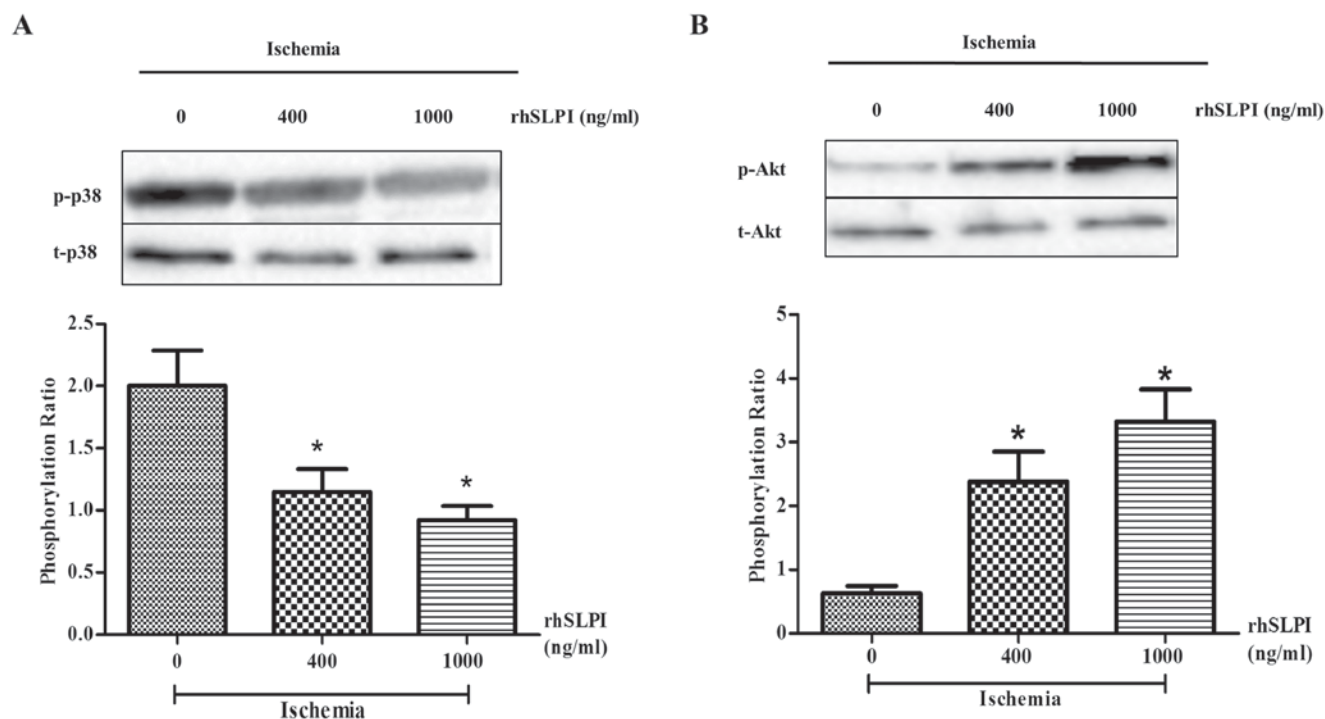 A
Ischemia
0 400 1000 rhSLPI (ng/ml)
p-p38
t-p38
2.5
2.0
1.5
1.0
0.5
0.0
Phosphorylation Ratio
*
*
0 400 1000
rhSLPI
(ng/ml)
Ischemia
B
Ischemia
0 400 1000 rhSLPI (ng/ml)
p-Akt
t-Akt
5
4
3
2
1
0
Phosphorylation Ratio
*
*
0 400 1000
rhSLPI
(ng/ml)
Ischemia